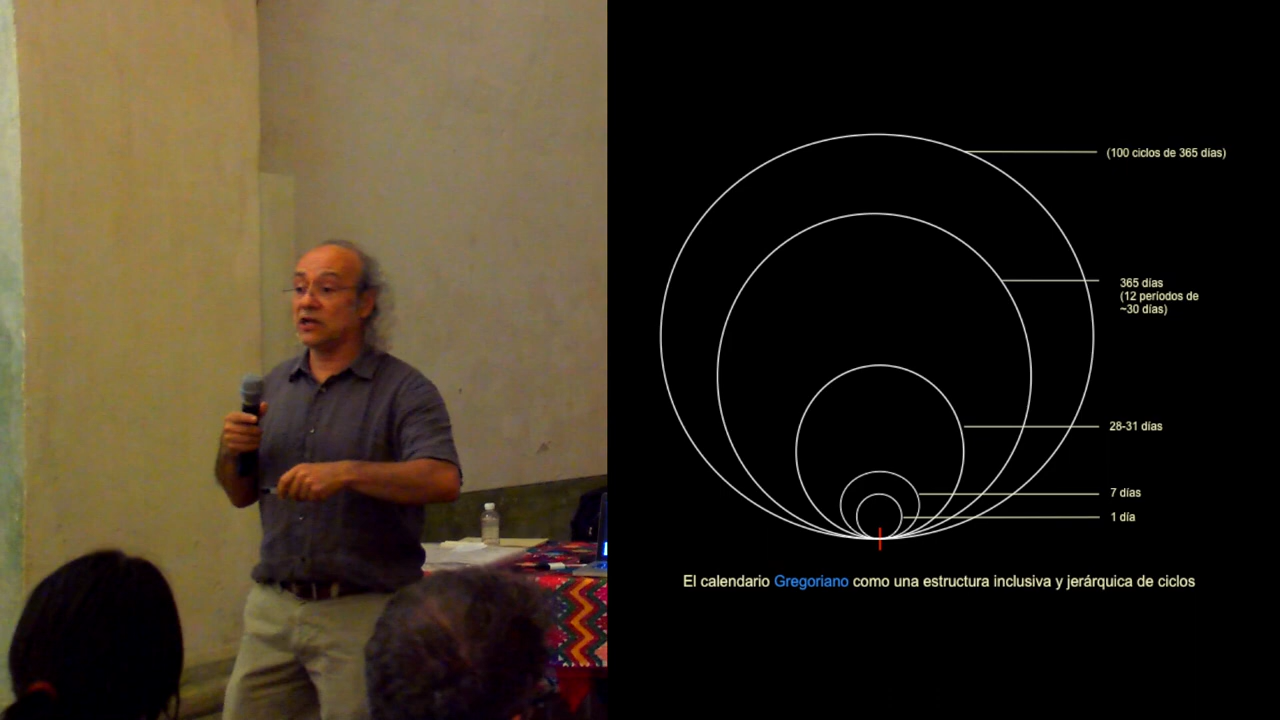 (100 ciclos de 365 días)
365 días
(12 períodos de
~30 días)
28-31 días
7 días
1 día
El calendario Gregoriano como una estructura inclusiva y jerárquica de ciclos